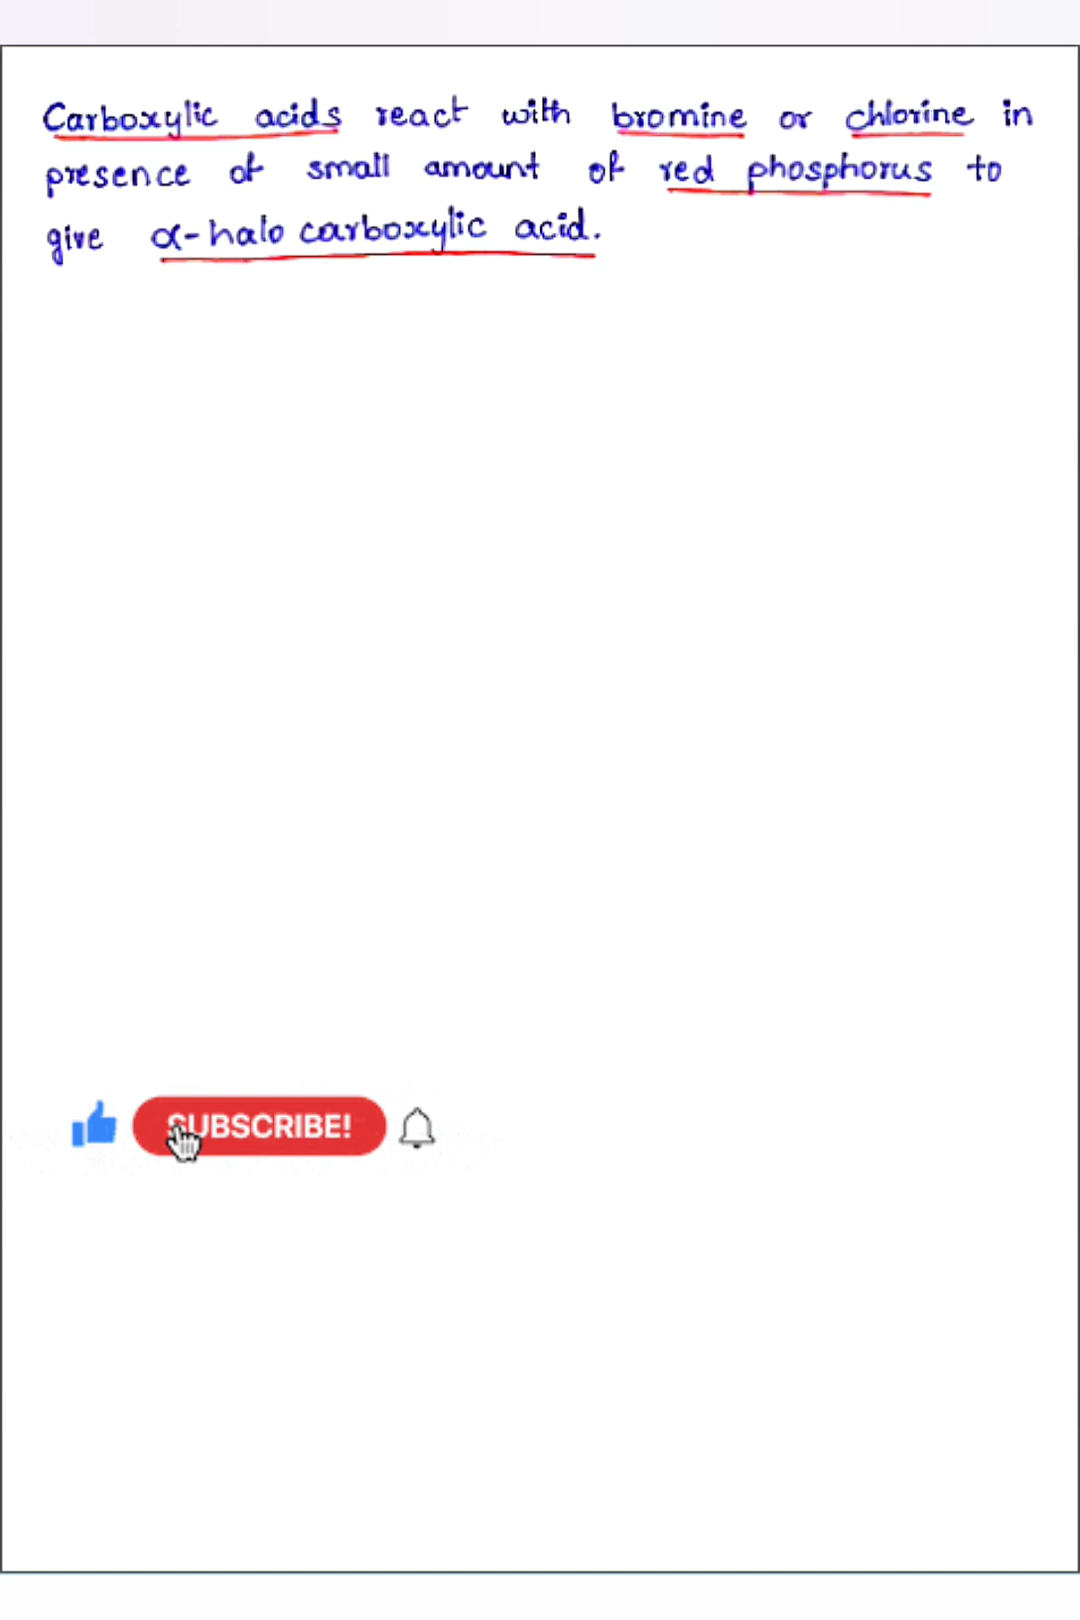 Carboxylic acids react with bromine or chlorine in
presence of small amount of red phosphorus to
give α-halo carboxylic acid.
SUBSCRIBE!